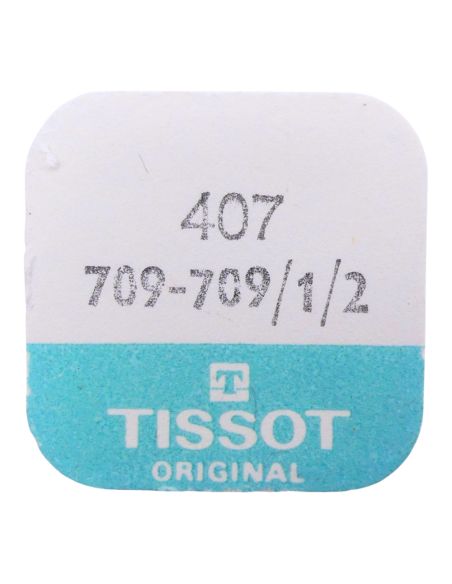 407
709-709/1/2
T
TISSOT
ORIGINAL